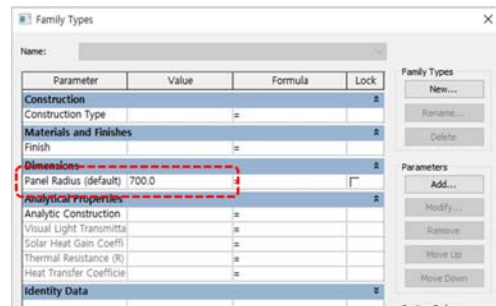 Family Types
Name:
Parameter Value Formula Lock
Construction
Construction Type =
Materials and Finishes
Finish =
Dimensions
Panel Radius (default) 700.0 =
Analytical Properties
Analytic Construction =
Visual Light Transmitta =
Solar Heat Gain Coeffi =
Thermal Resistance (R) =
Heat Transfer Coefficie =
Identity Data
Family Types
New...
Rename...
Delete
Parameters
Add...
Modify...
Remove
Move Up
Move Down